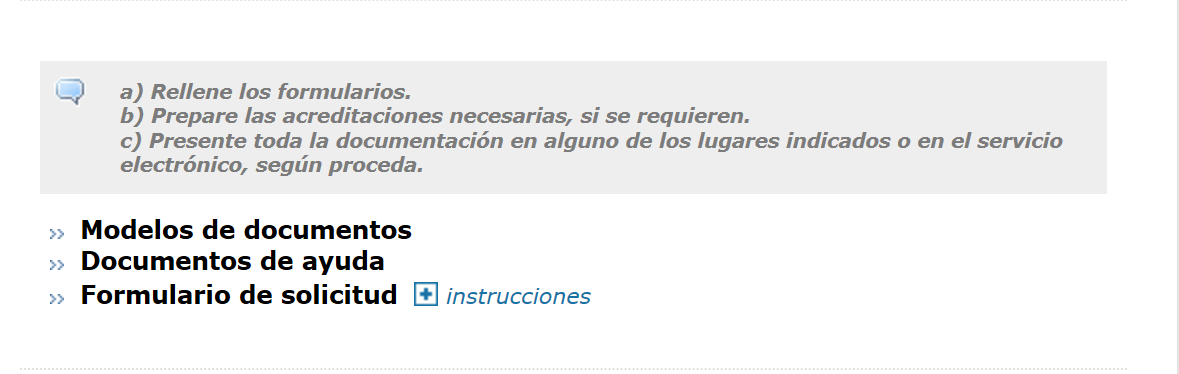 a) Rellene los formularios.
b) Prepare las acreditaciones necesarias, si se requieren.
c) Presente toda la documentación en alguno de los lugares indicados o en el servicio
electrónico, según proceda.
Modelos de documentos
Documentos de ayuda
Formulario de solicitud instrucciones